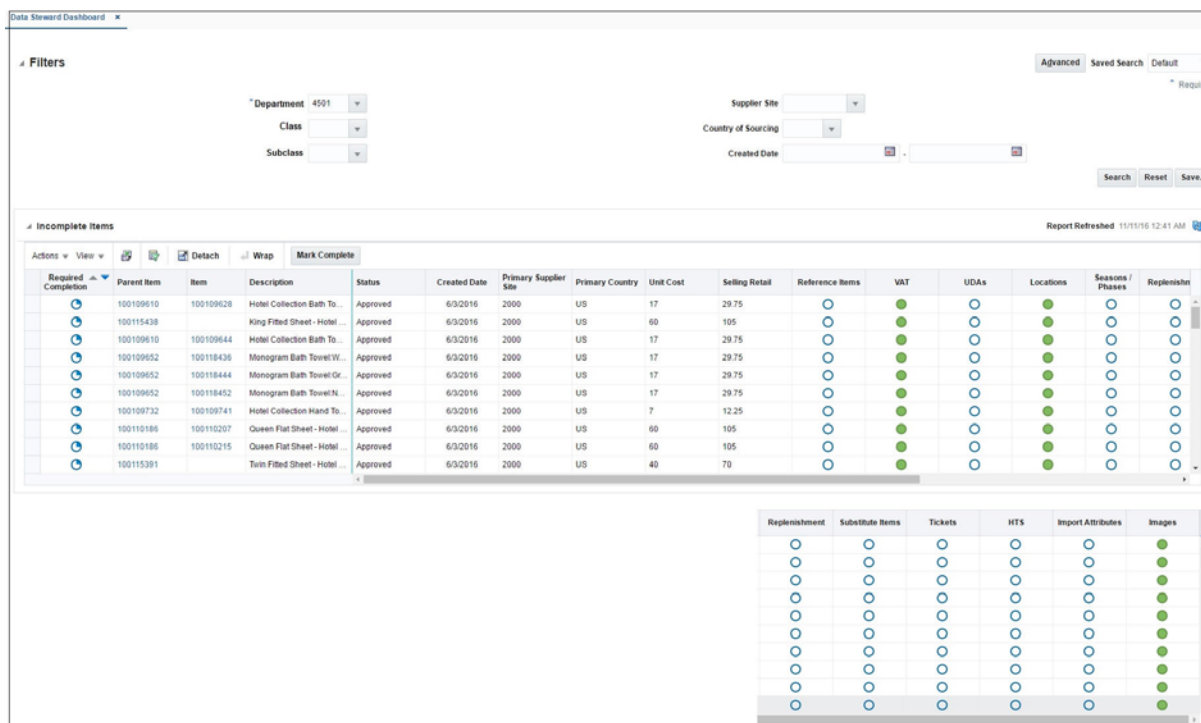 Data Steward Dashboard ×
Filters
Advanced Saved Search Default
* Requi
*Department 4501
Supplier Site
Class
Country of Sourcing
Subclass
Created Date -
Search Reset Save.
Incomplete Items
Report Refreshed 11/11/16 12:41 AM
Actions View Detach Wrap Mark Complete
Required Completion Parent Item Item Description Status Created Date Primary Supplier Site Primary Country Unit Cost Selling Retail Reference Items VAT UDAs Locations Seasons / Phases Replenishn
100109610 100109628 Hotel Collection Bath To... Approved 6/3/2016 2000 US 17 29.75
100115438 King Fitted Sheet - Hotel ... Approved 6/3/2016 2000 US 60 105
100109610 100109644 Hotel Collection Bath To... Approved 6/3/2016 2000 US 17 29.75
100109652 100118436 Monogram Bath Towel:W... Approved 6/3/2016 2000 US 17 29.75
100109652 100118444 Monogram Bath Towel:Gr... Approved 6/3/2016 2000 US 17 29.75
100109652 100118452 Monogram Bath Towel:N... Approved 6/3/2016 2000 US 17 29.75
100109732 100109741 Hotel Collection Hand To... Approved 6/3/2016 2000 US 7 12.25
100110186 100110207 Queen Flat Sheet - Hotel ... Approved 6/3/2016 2000 US 60 105
100110186 100110215 Queen Flat Sheet - Hotel ... Approved 6/3/2016 2000 US 60 105
100115391 Twin Fitted Sheet - Hotel ... Approved 6/3/2016 2000 US 40 70
Replenishment Substitute Items Tickets HTS Import Attributes Images